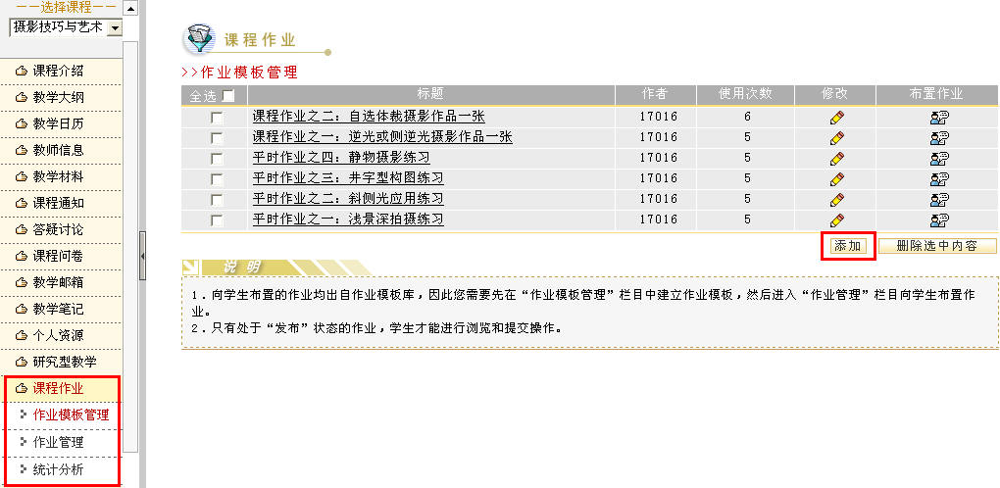 ——选择课程——
摄影技巧与艺术
课程介绍
教学大纲
教学日历
教师信息
教学材料
课程通知
答疑讨论
课程问卷
教学邮箱
教学笔记
个人资源
研究型教学
课程作业
作业模板管理
作业管理
统计分析
课程作业
>>作业模板管理
全选 标题 作者 使用次数 修改 布置作业
课程作业之二：自选体裁摄影作品一张 17016 6
课程作业之一：逆光或侧逆光摄影作品一张 17016 5
平时作业之四：静物摄影练习 17016 5
平时作业之三：井字型构图练习 17016 5
平时作业之二：斜侧光应用练习 17016 5
平时作业之一：浅景深拍摄练习 17016 5
添加 删除选中内容
说 明
1．向学生布置的作业均出自作业模板库，因此您需要先在“作业模板管理”栏目中建立作业模板，然后进入“作业管理”栏目向学生布置作
业。
2．只有处于“发布”状态的作业，学生才能进行浏览和提交操作。